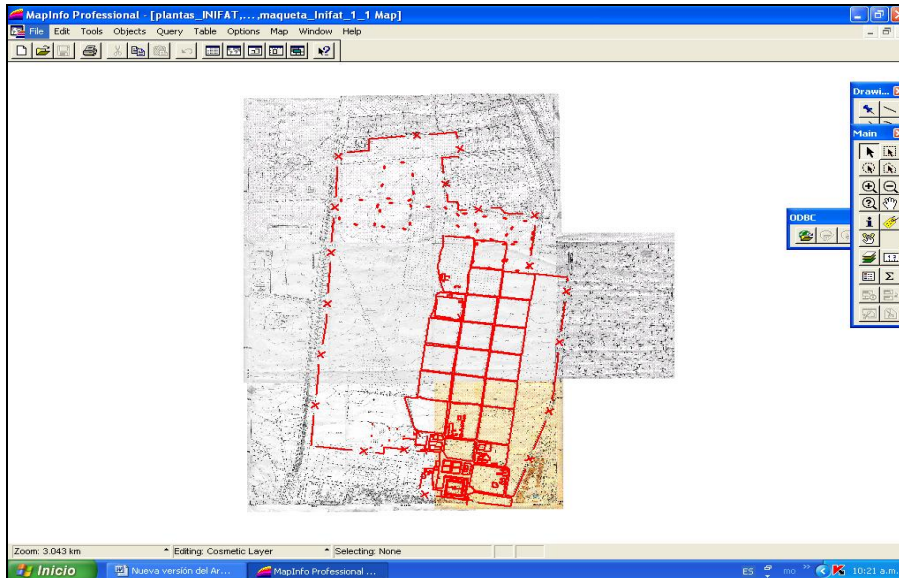 MapInfo Professional - [plantas_INIFAT,...,maqueta_Inifat_1_1 Map]
File Edit Tools Objects Query Table Options Map Window Help
Drawi...
Main
ODBC
Zoom: 3.043 km Editing: Cosmetic Layer Selecting: None
Inicio Nueva versión del Ar... MapInfo Professional ... ES mo 10:21 a.m.